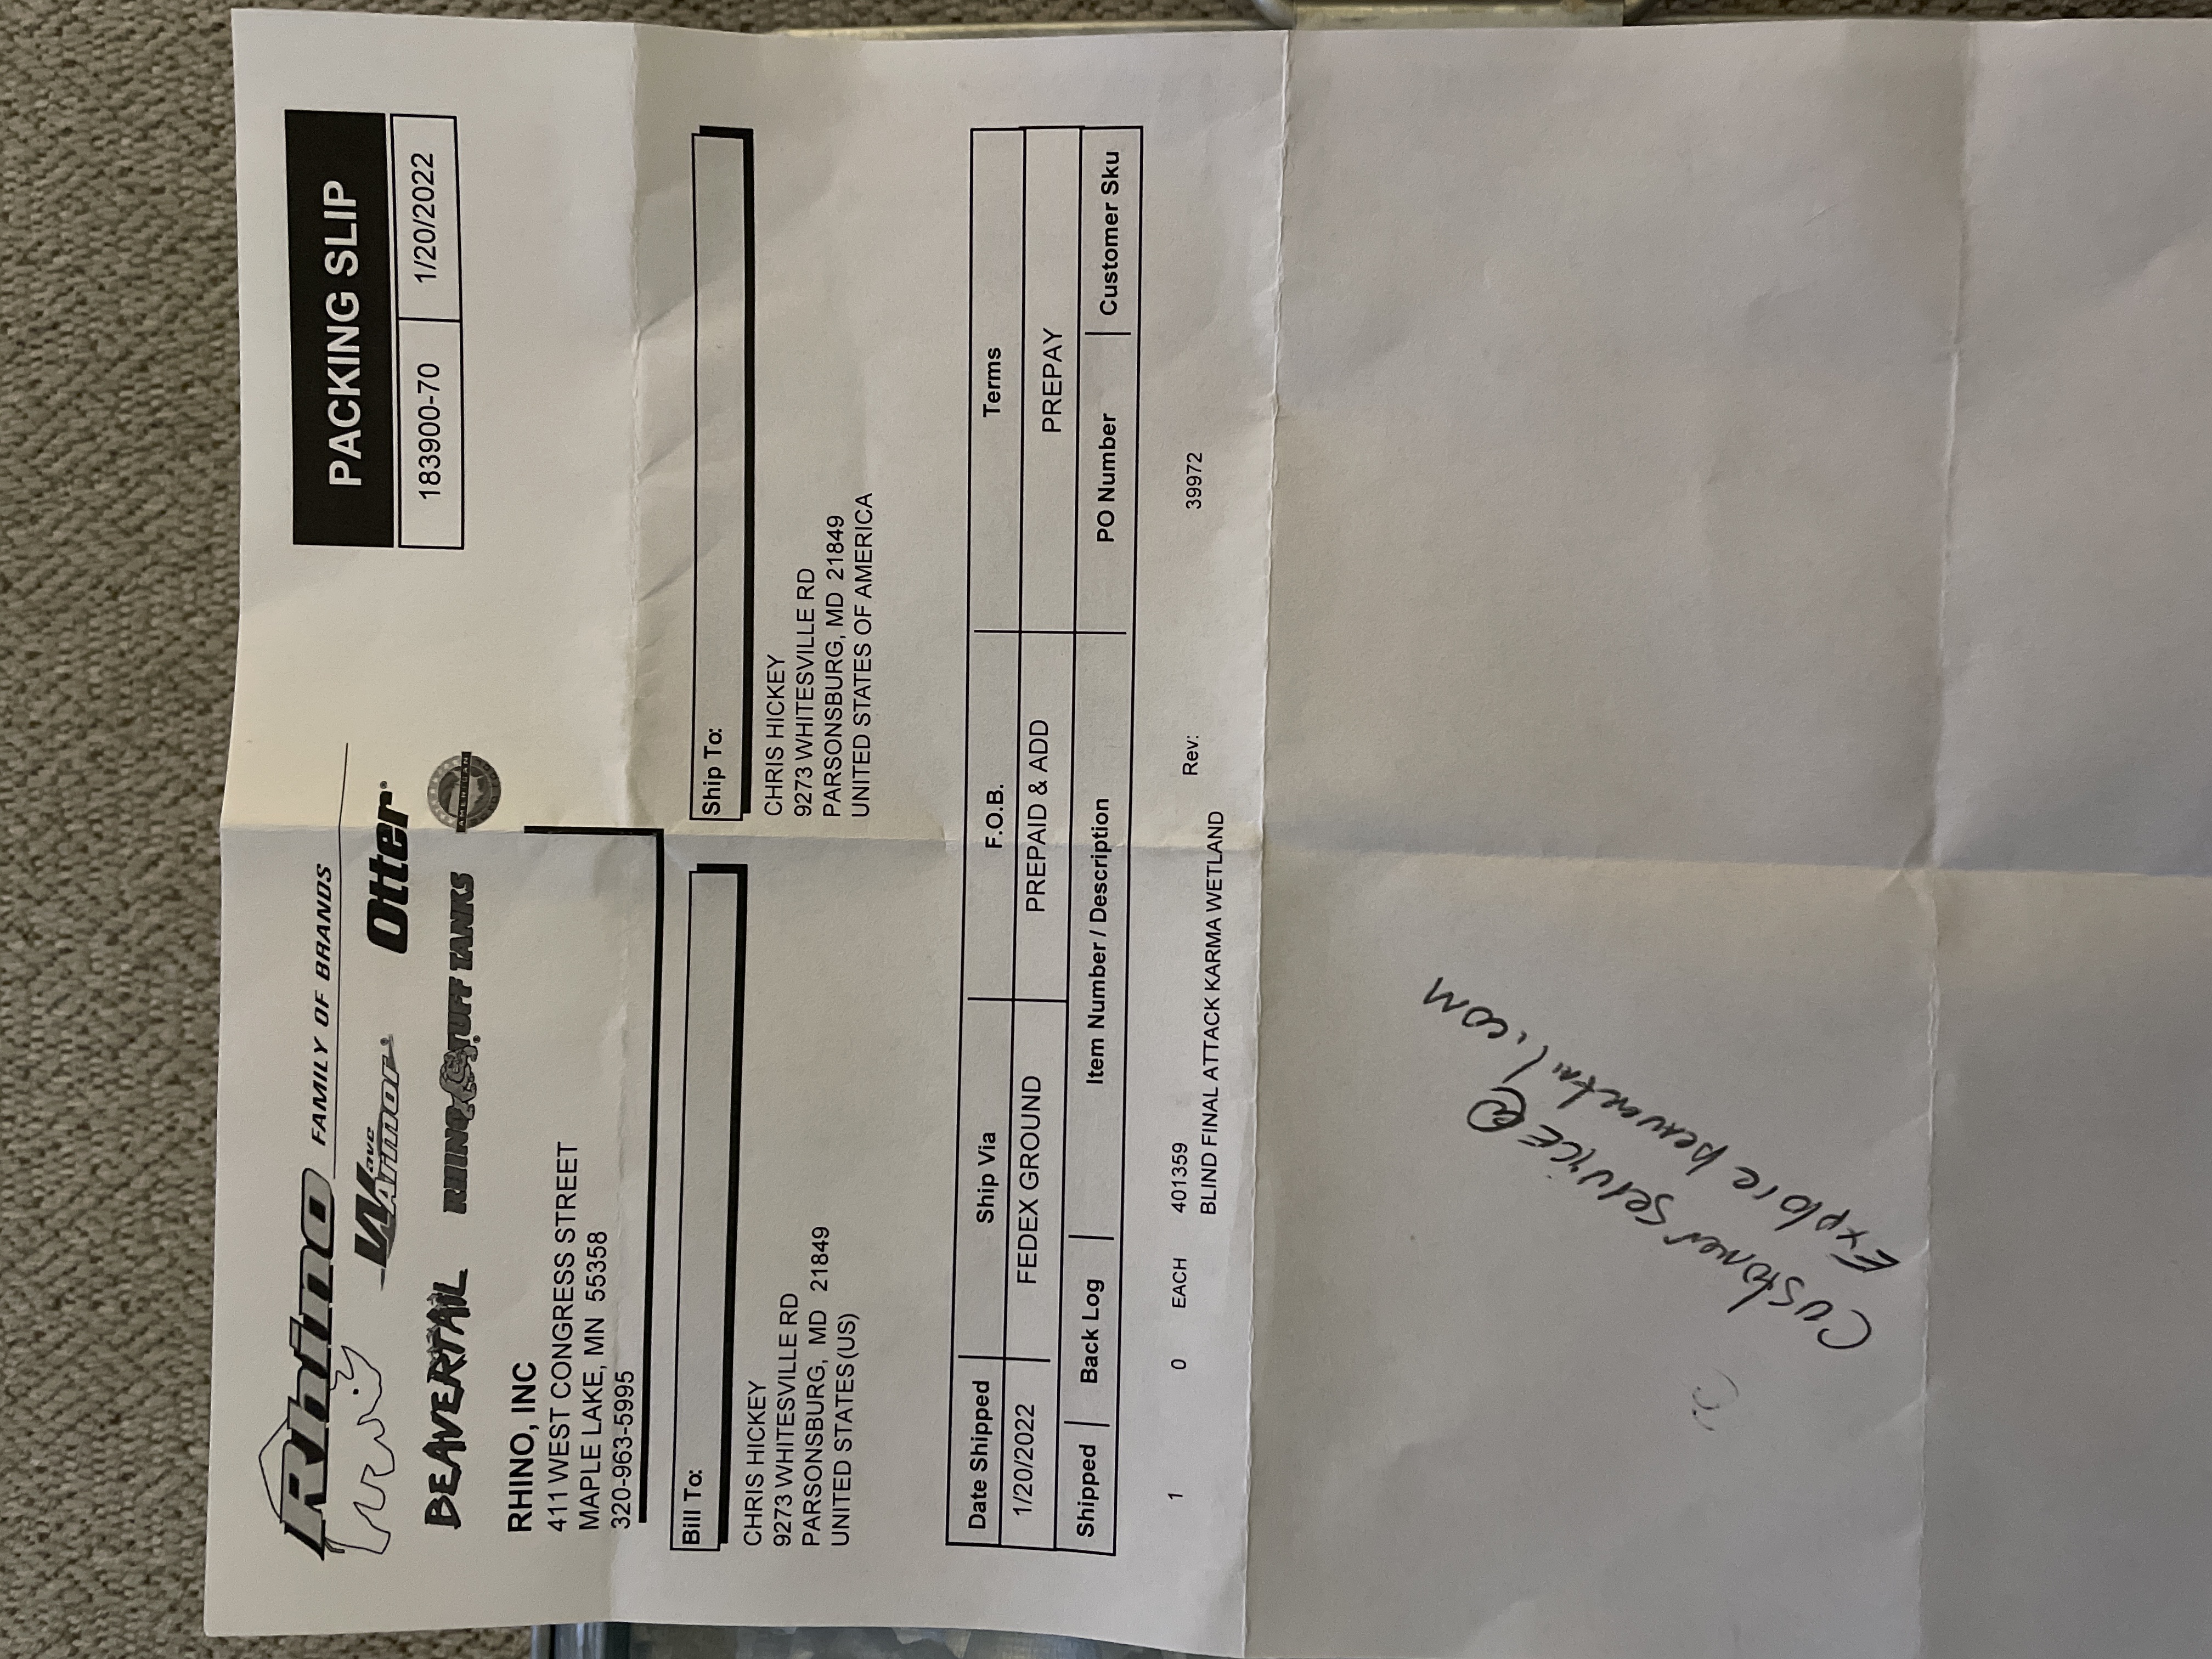 Rhino FAMILY OF BRANDS
Wave Armor® Otter®
BEAVERTAIL RHINO TUFF TANKS AMERICAN
PACKING SLIP
183900-70 1/20/2022
RHINO, INC
411 WEST CONGRESS STREET
MAPLE LAKE, MN 55358
320-963-5995
Bill To:
CHRIS HICKEY
9273 WHITESVILLE RD
PARSONSBURG, MD 21849
UNITED STATES (US)
Ship To:
CHRIS HICKEY
9273 WHITESVILLE RD
PARSONSBURG, MD 21849
UNITED STATES OF AMERICA
Date Shipped Ship Via F.O.B. Terms
1/20/2022 FEDEX GROUND PREPAID & ADD PREPAY
Shipped Back Log Item Number / Description PO Number Customer Sku
1 0 EACH 401359 Rev: 39972
BLIND FINAL ATTACK KARMA WETLAND
Customer service@
Explore beavertail.com